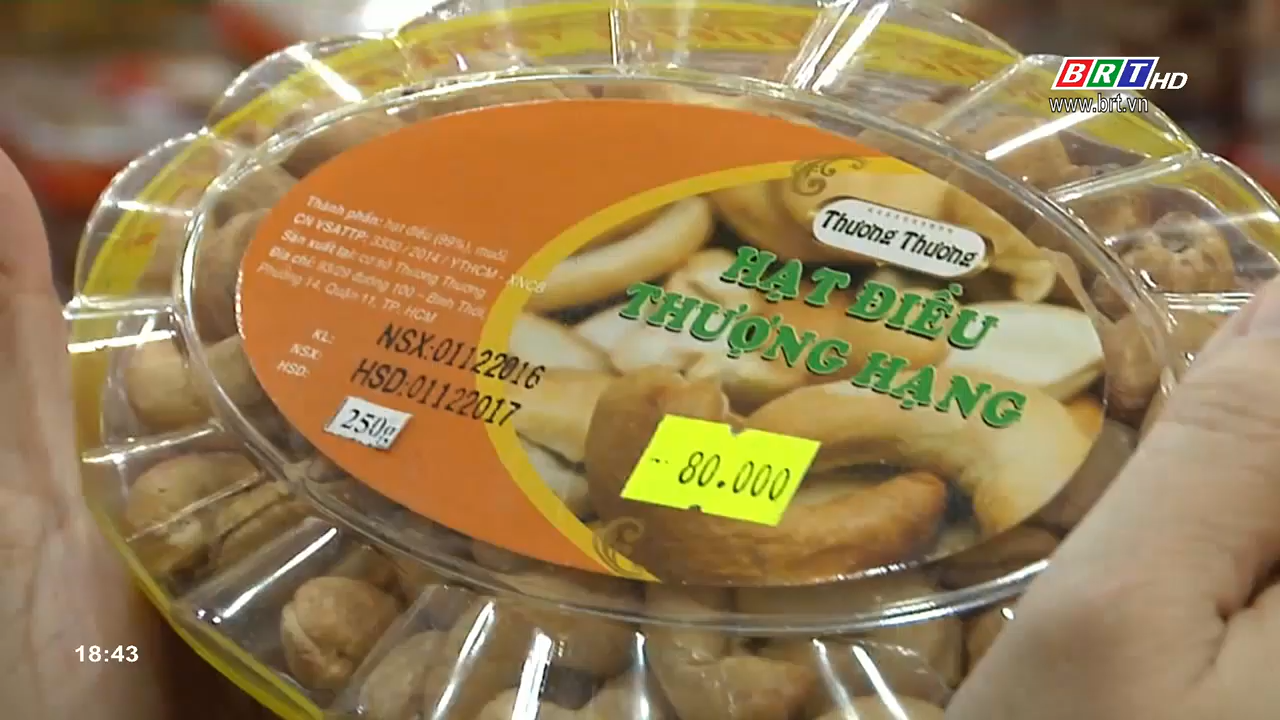 BRT HD
www.brt.vn
Thương Thương
HẠT ĐIỀU
THƯỢNG HẠNG
Thành phần: hạt điều (99%), muối.
CN VSATTP: 3330 / 2014 / YTHCM - XNCB
Sản xuất tại: cơ sở Thương Thương
Địa chỉ: 93/29 đường 100 - Bình Thới,
Phường 14, Quận 11, TP. HCM
KL: 250g
NSX: NSX:01122016
HSD: HSD:01122017
80.000
18:43